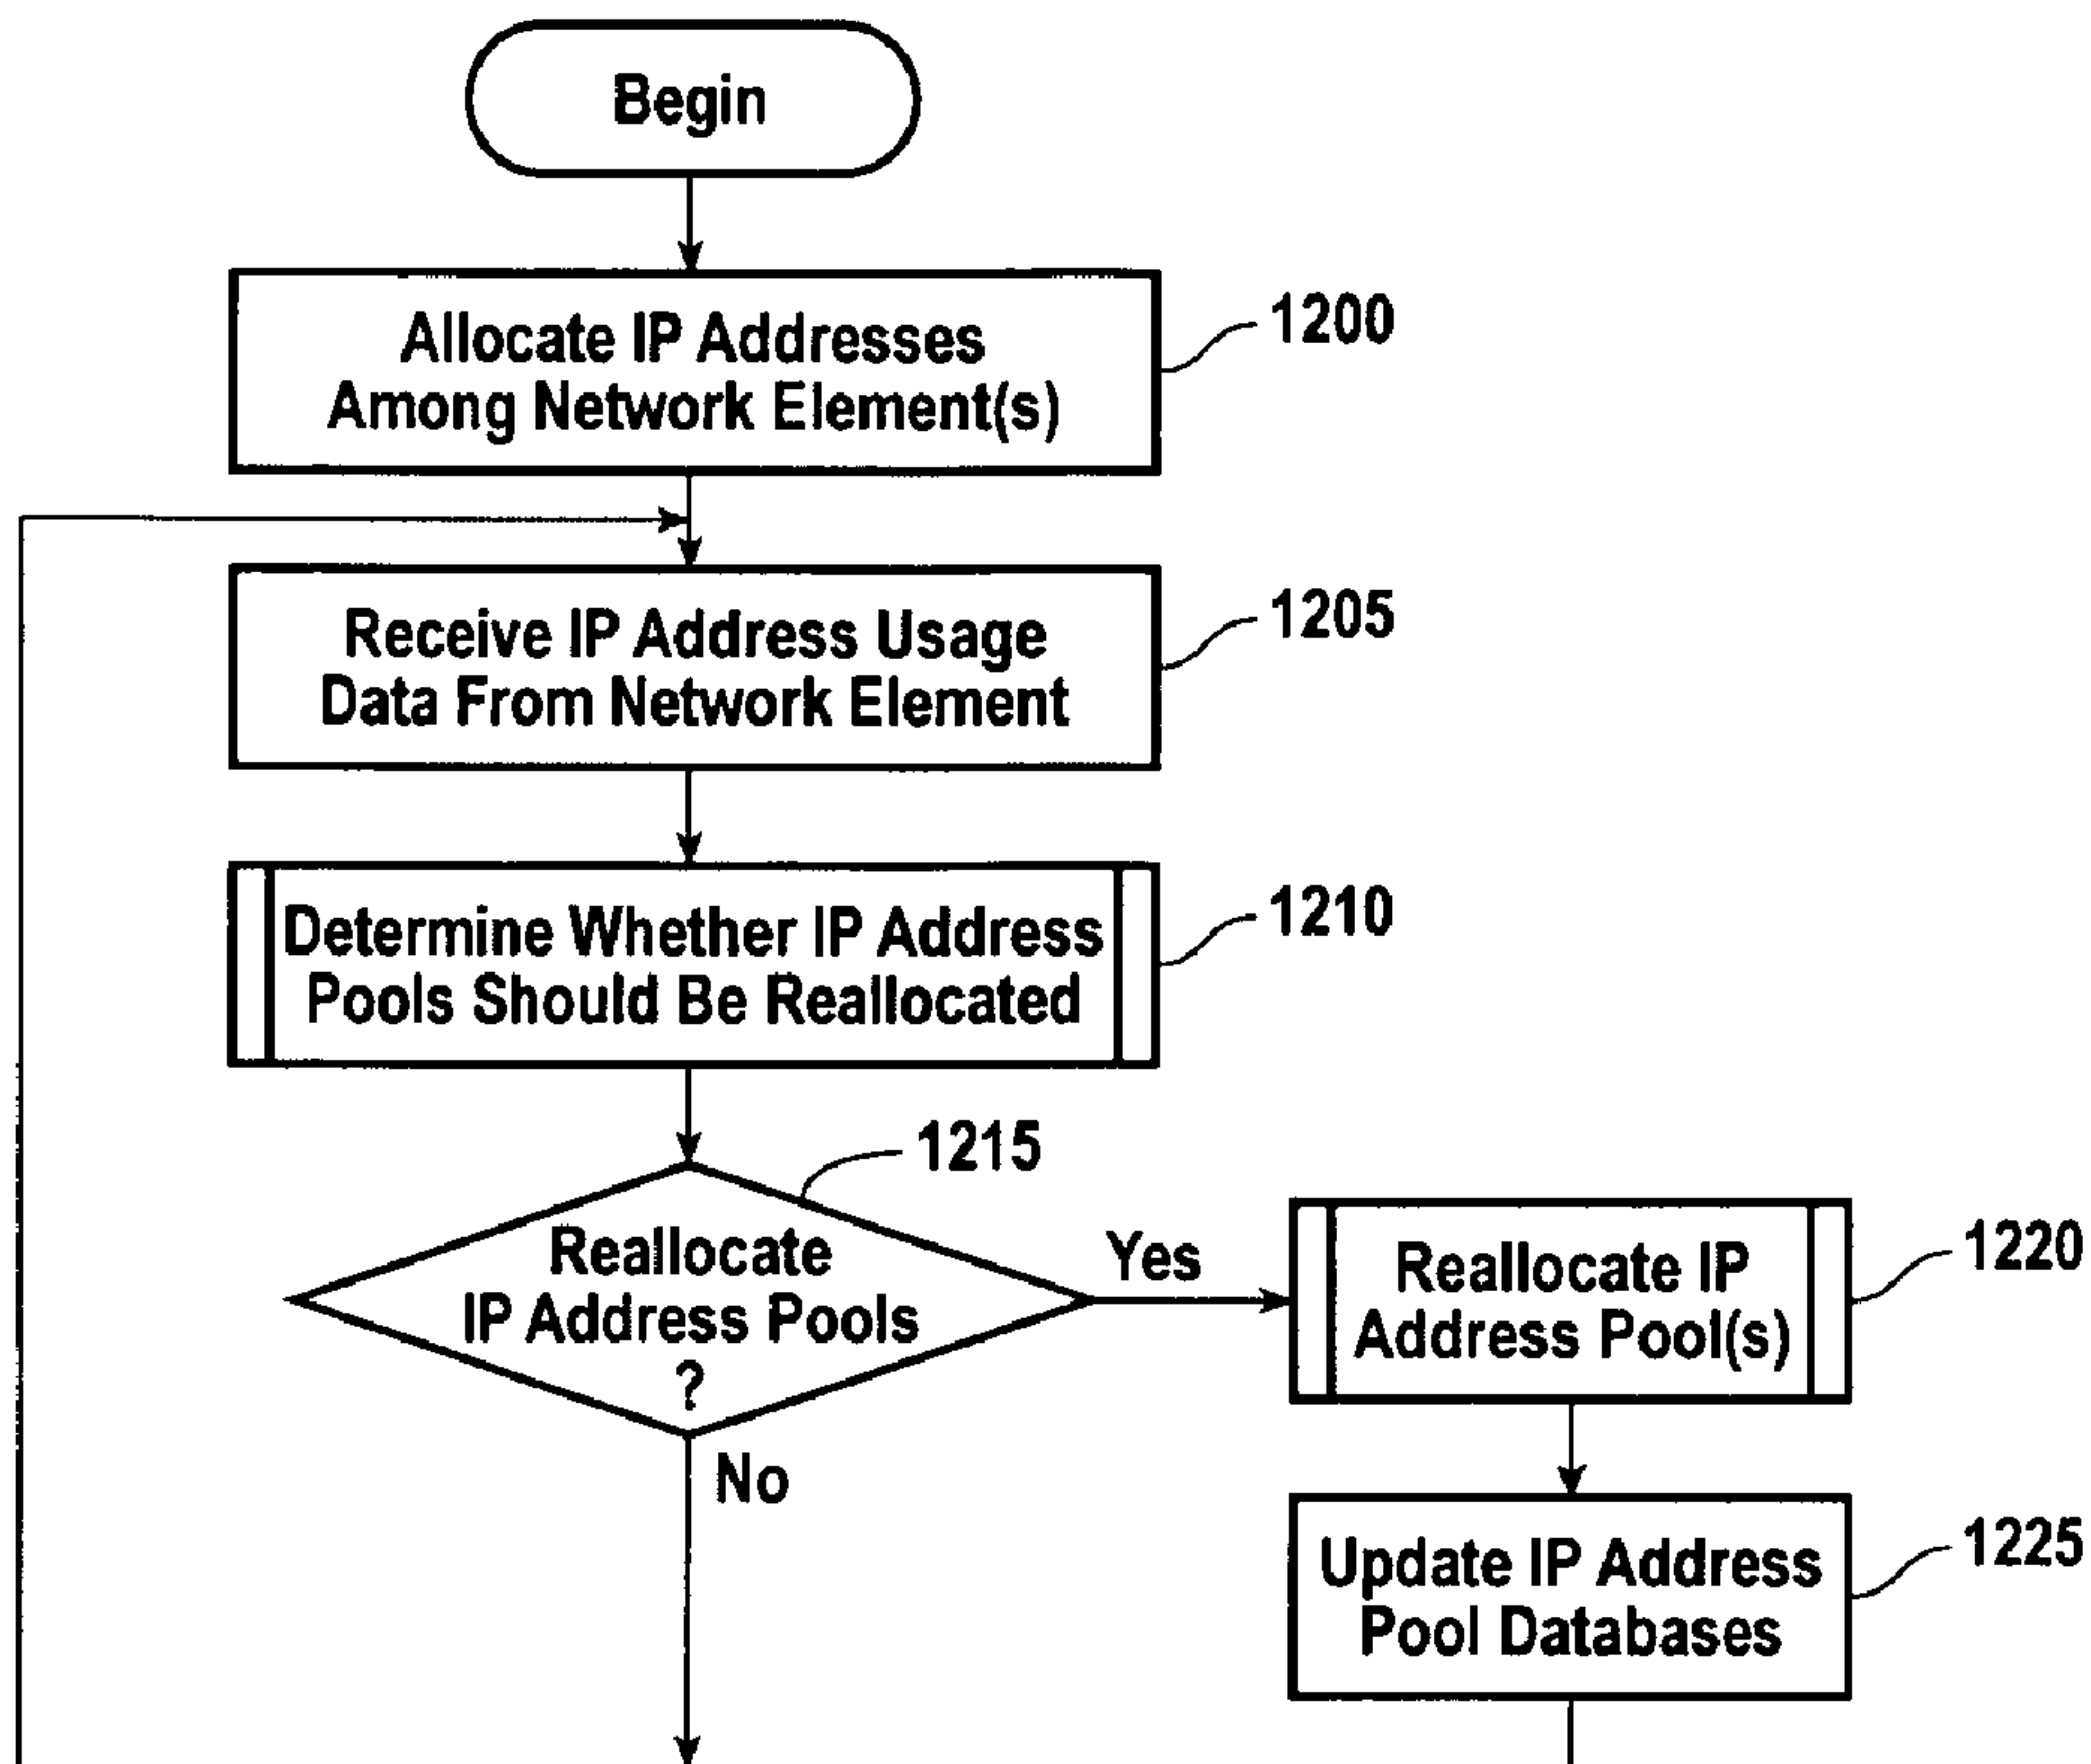 Begin
Allocate IP Addresses
Among Network Element(s)
1200
Receive IP Address Usage
Data From Network Element
1205
Determine Whether IP Address
Pools Should Be Reallocated
1210
1215
Reallocate
IP Address Pools
?
Yes
No
Reallocate IP
Address Pool(s)
1220
Update IP Address
Pool Databases
1225